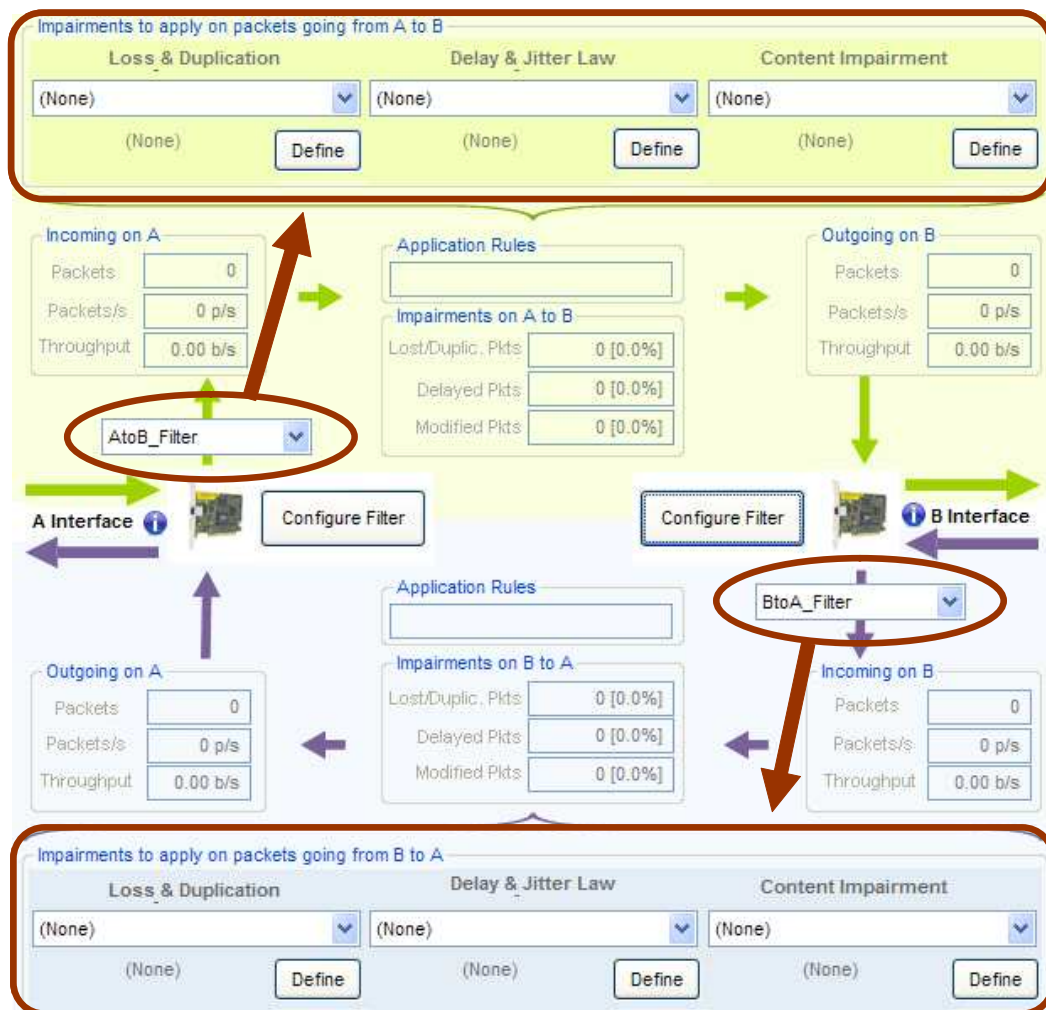 Impairments to apply on packets going from A to B
Loss & Duplication
Delay & Jitter Law
Content Impairment
(None)
(None)
(None)
(None)
Define
(None)
Define
(None)
Define
Incoming on A
Packets
0
Packets/s
0 p/s
Throughput
0.00 b/s
Application Rules
Impairments on A to B
Lost/Duplic. Pkts
0 [0.0%]
Delayed Pkts
0 [0.0%]
Modified Pkts
0 [0.0%]
Outgoing on B
Packets
0
Packets/s
0 p/s
Throughput
0.00 b/s
AtoB_Filter
A Interface
i
Configure Filter
Configure Filter
i
B Interface
BtoA_Filter
Outgoing on A
Packets
0
Packets/s
0 p/s
Throughput
0.00 b/s
Application Rules
Impairments on B to A
Lost/Duplic. Pkts
0 [0.0%]
Delayed Pkts
0 [0.0%]
Modified Pkts
0 [0.0%]
Incoming on B
Packets
0
Packets/s
0 p/s
Throughput
0.00 b/s
Impairments to apply on packets going from B to A
Loss & Duplication
Delay & Jitter Law
Content Impairment
(None)
(None)
(None)
(None)
Define
(None)
Define
(None)
Define